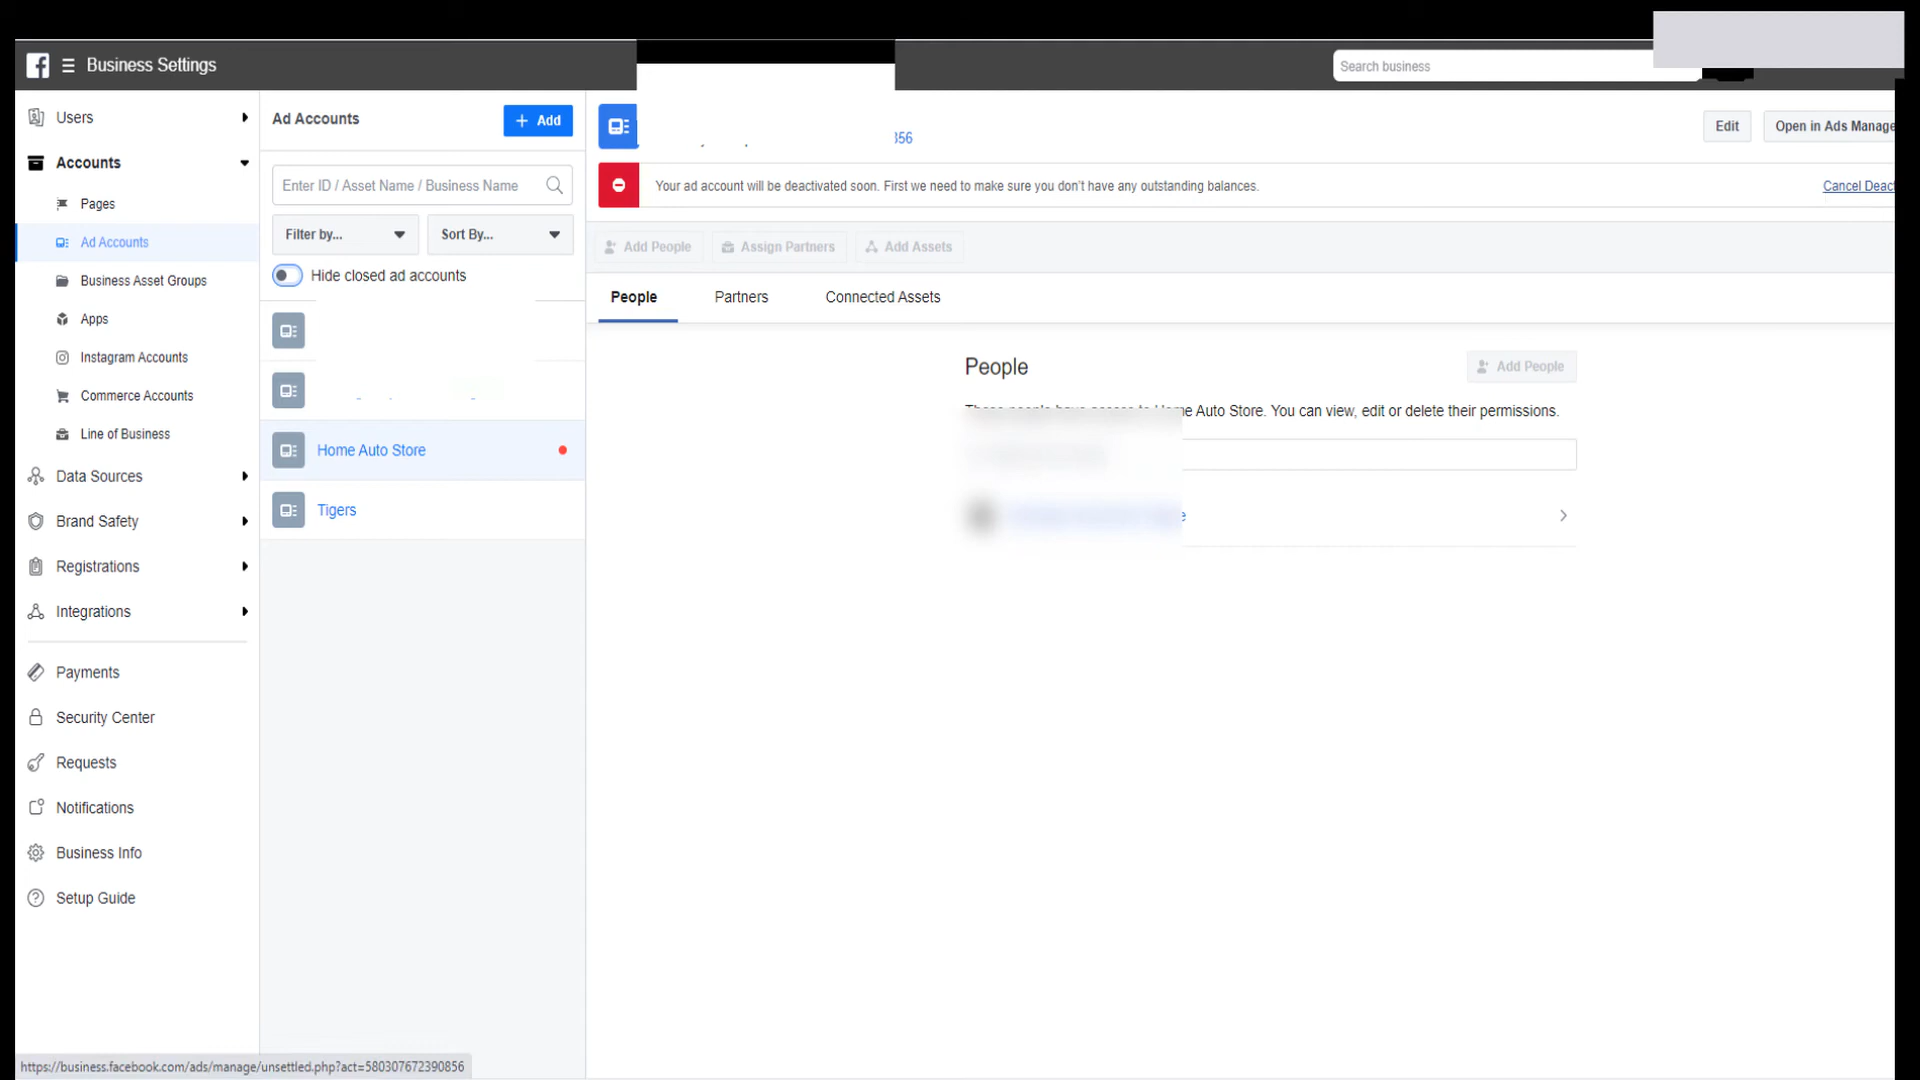 Business Settings
Search business
Users
Accounts
Pages
Ad Accounts
Business Asset Groups
Apps
Instagram Accounts
Commerce Accounts
Line of Business
Data Sources
Brand Safety
Registrations
Integrations
Payments
Security Center
Requests
Notifications
Business Info
Setup Guide
Ad Accounts
+ Add
Enter ID / Asset Name / Business Name
Filter by...
Sort By...
Hide closed ad accounts
Home Auto Store
Tigers
356
Edit
Open in Ads Manage
Your ad account will be deactivated soon. First we need to make sure you don't have any outstanding balances.
Cancel Deact
Add People
Assign Partners
Add Assets
People
Partners
Connected Assets
People
Add People
Auto Store. You can view, edit or delete their permissions.
https://business.facebook.com/ads/manage/unsettled.php?act=580307672390856